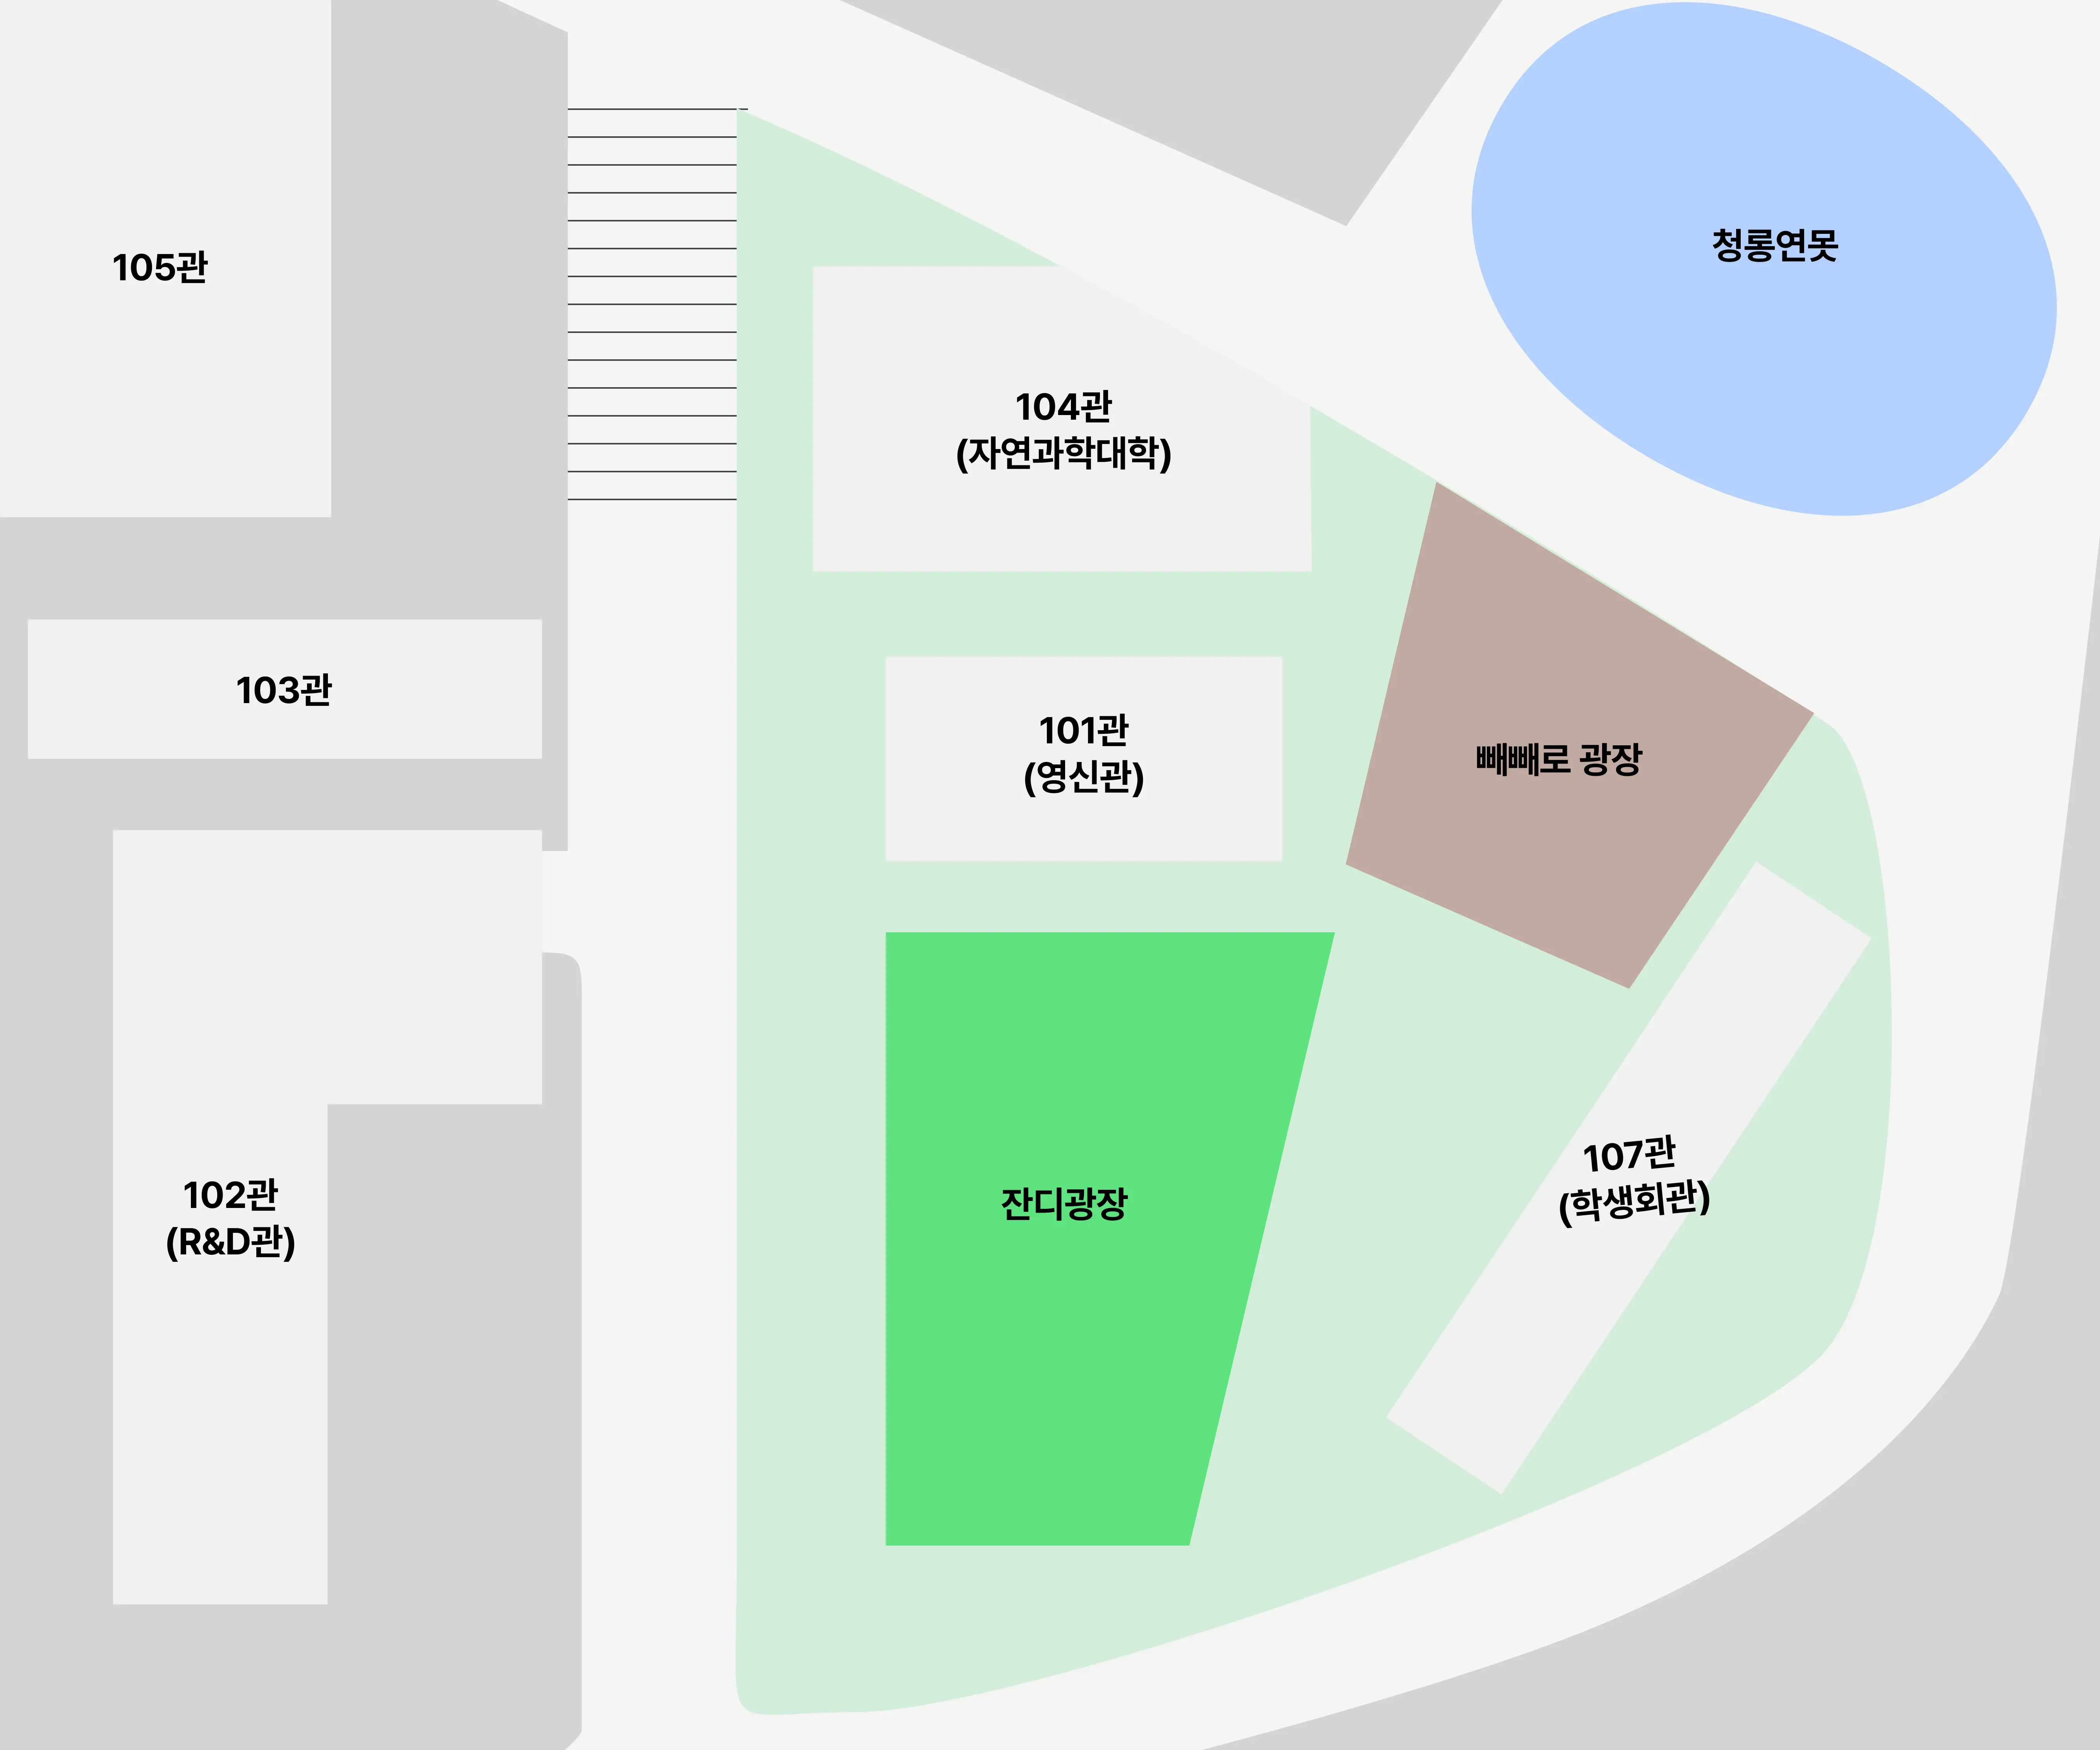 청룡연못
105관
104관
(자연과학대학)
103관
101관
(영신관)
빼빼로 광장
107관
(학생회관)
102관
(R&D관)
잔디광장